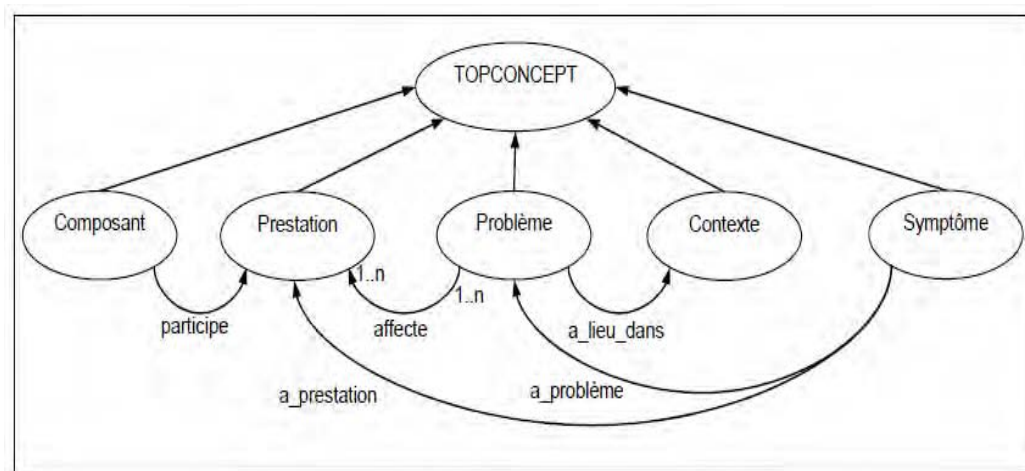 TOPCONCEPT
Composant
Prestation
Problème
Contexte
Symptôme
1..n
1..n
participe
affecte
a_lieu_dans
a_prestation
a_problème